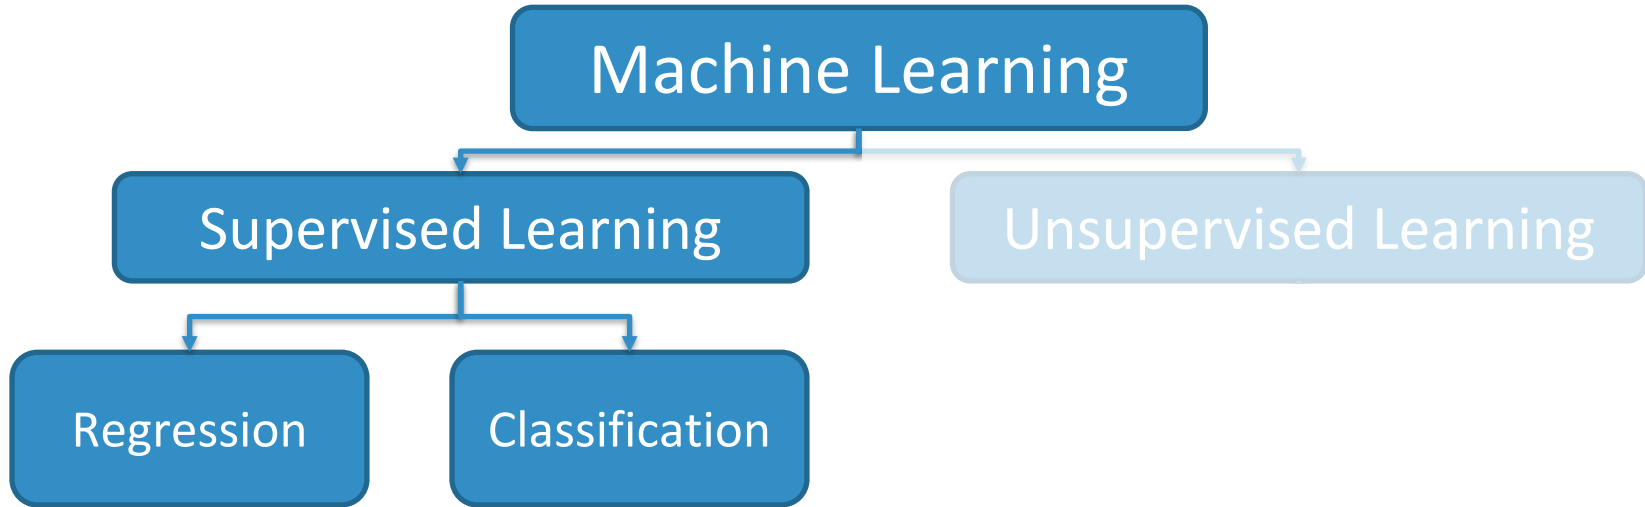 Machine Learning
Supervised Learning
Unsupervised Learning
Regression
Classification